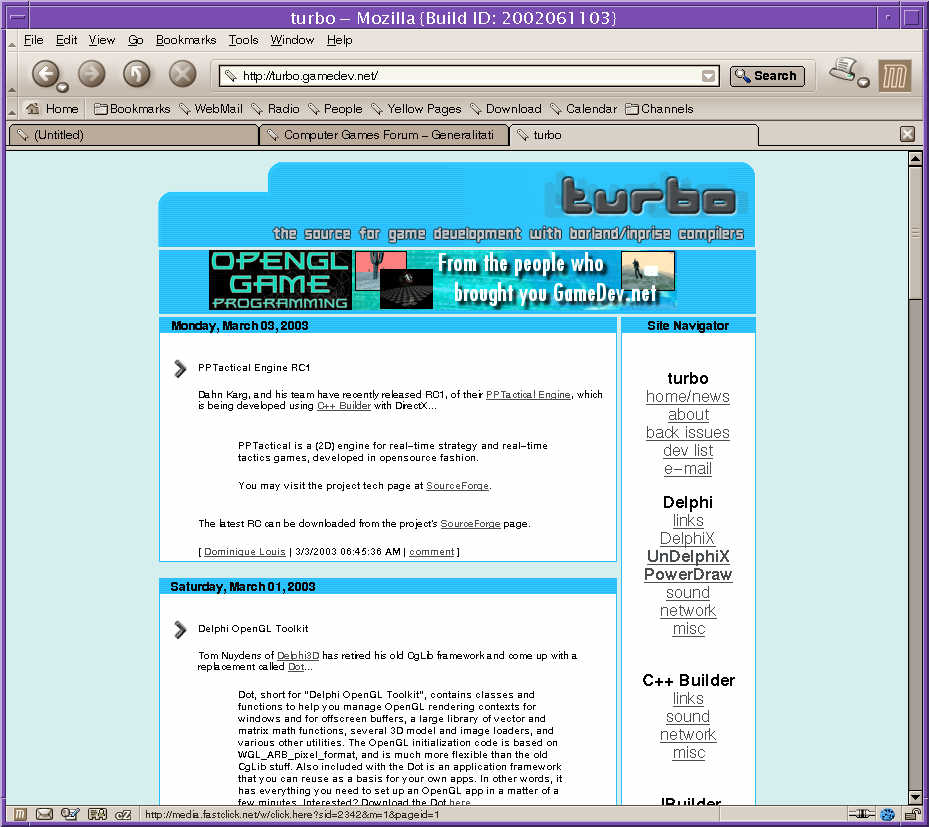 turbo – Mozilla {Build ID: 2002061103}
File Edit View Go Bookmarks Tools Window Help
http://turbo.gamedev.net/ Search
Home Bookmarks WebMail Radio People Yellow Pages Download Calendar Channels
(Untitled) Computer Games Forum – Generalitati turbo
turbo
the source for game development with borland/inprise compilers
OPENGL
GAME
PROGRAMMING
From the people who
brought you GameDev.net
Monday, March 03, 2003
PPTactical Engine RC1
Dahn Karg, and his team have recently released RC1, of their PPTactical Engine, which
is being developed using C++ Builder with DirectX...
PPTactical is a (2D) engine for real–time strategy and real–time
tactics games, developed in opensource fashion.
You may visit the project tech page at SourceForge.
The latest RC can be downloaded from the project's SourceForge page.
[ Dominique Louis | 3/3/2003 06:45:36 AM | comment ]
Saturday, March 01, 2003
Delphi OpenGL Toolkit
Tom Nuydens of Delphi3D has retired his old CgLib framework and come up with a
replacement called Dot...
Dot, short for "Delphi OpenGL Toolkit", contains classes and
functions to help you manage OpenGL rendering contexts for
windows and for offscreen buffers, a large library of vector and
matrix math functions, several 3D model and image loaders, and
various other utilities. The OpenGL initialization code is based on
WGL_ARB_pixel_format, and is much more flexible than the old
CgLib stuff. Also included with the Dot is an application framework
that you can reuse as a basis for your own apps. In other words, it
has everything you need to set up an OpenGL app in a matter of a
few minutes. Interested? Download the Dot here
Site Navigator
turbo
home/news
about
back issues
dev list
e–mail
Delphi
links
DelphiX
UnDelphiX
PowerDraw
sound
network
misc
C++ Builder
links
sound
network
misc
JBuilder
http://media.fastclick.net/w/click.here?sid=2342&m=1&pageid=1